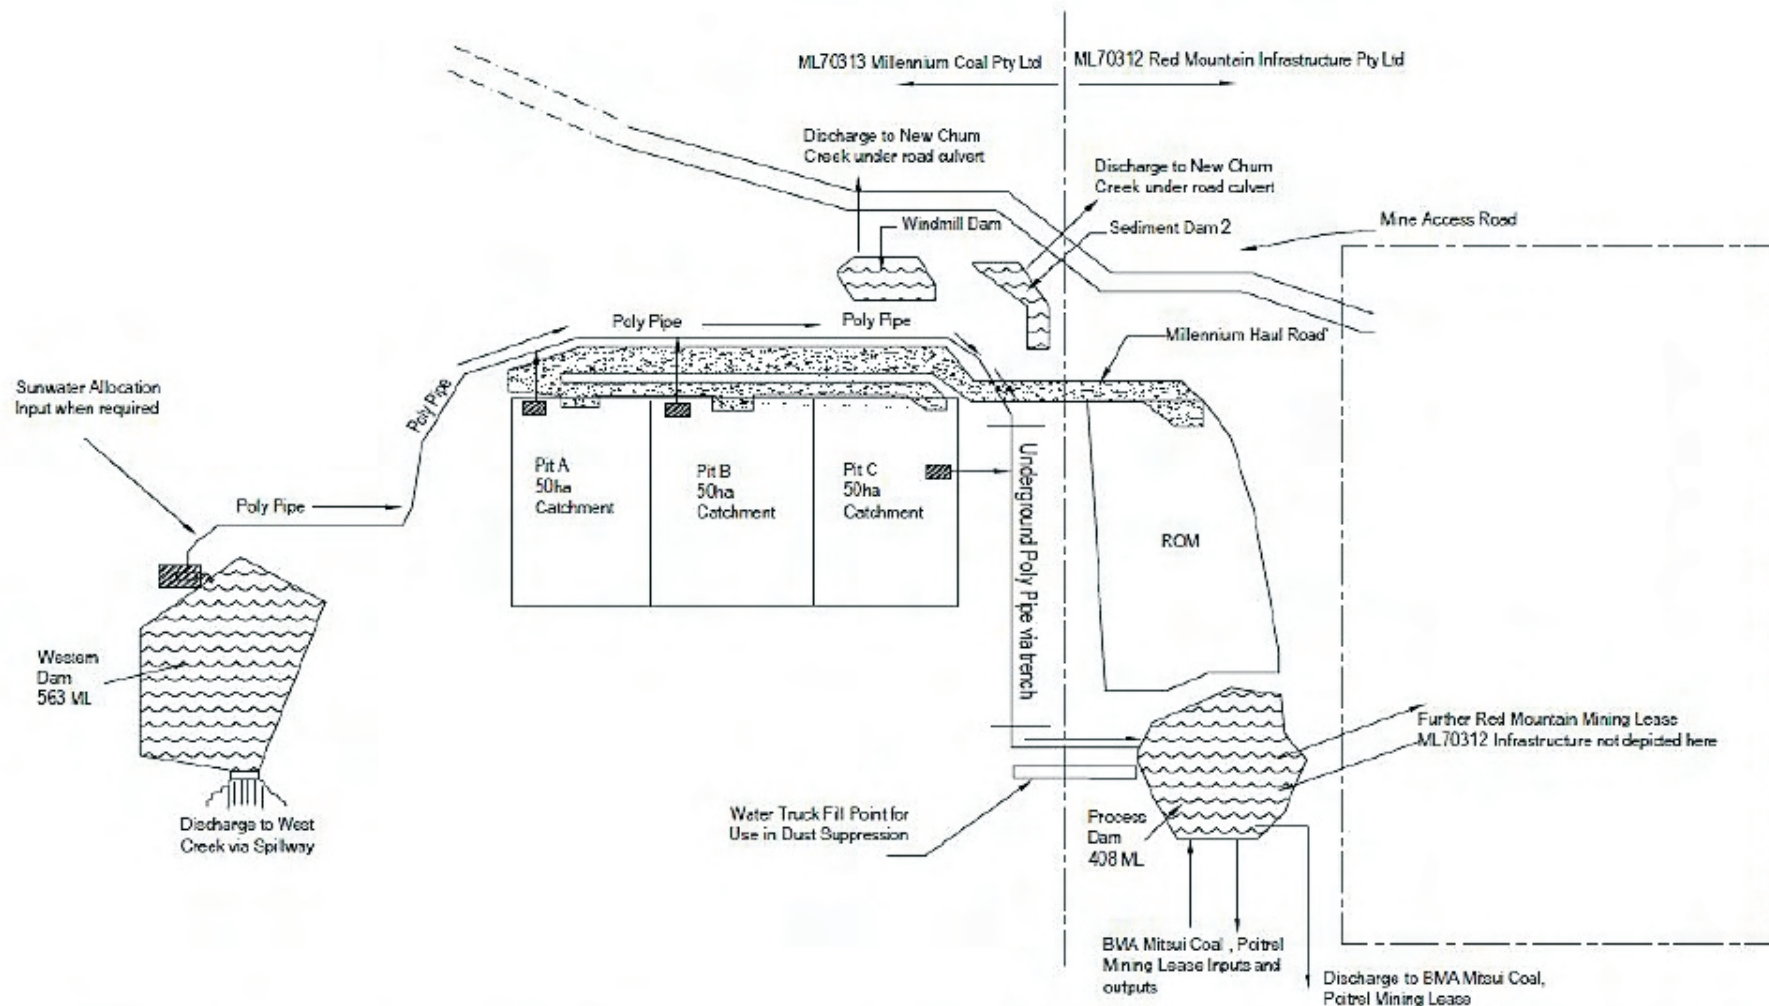 ML70313 Millennium Coal Pty Ltd
ML70312 Red Mountain Infrastructure Pty Ltd
Discharge to New Chum
Creek under road culvert
Discharge to New Chum
Creek under road culvert
Windmill Dam
Sediment Dam 2
Mine Access Road
Poly Pipe
Poly Pipe
Millennium Haul Road
Sunwater Allocation
Input when required
Poly Pipe
Poly Pipe
Pit A
50ha
Catchment
Pit B
50ha
Catchment
Pit C
50ha
Catchment
Underground Poly Pipe via trench
ROM
Western
Dam
563 ML
Further Red Mountain Mining Lease
ML70312 Infrastructure not depicted here
Discharge to West
Creek via Spillway
Water Truck Fill Point for
Use in Dust Suppression
Process
Dam
408 ML
BMA Mitsui Coal , Poitrel
Mining Lease Inputs and
outputs
Discharge to BMA Mitsui Coal,
Poitrel Mining Lease